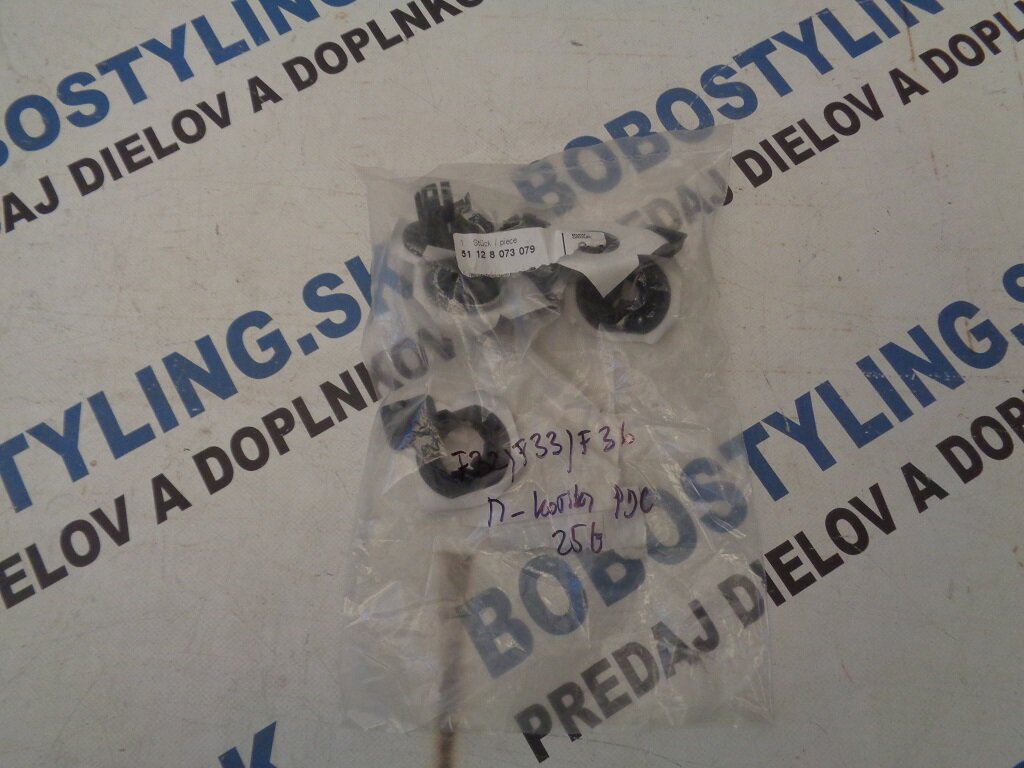 BOBOSTYLING.SK
PREDAJ DIELOV A DOPLNKOV
1 Stück / piece
51 12 8 073 079
F33/F36
PDC
256
BOBOSTYLING.SK
PREDAJ DIELOV A DOPLNKOV